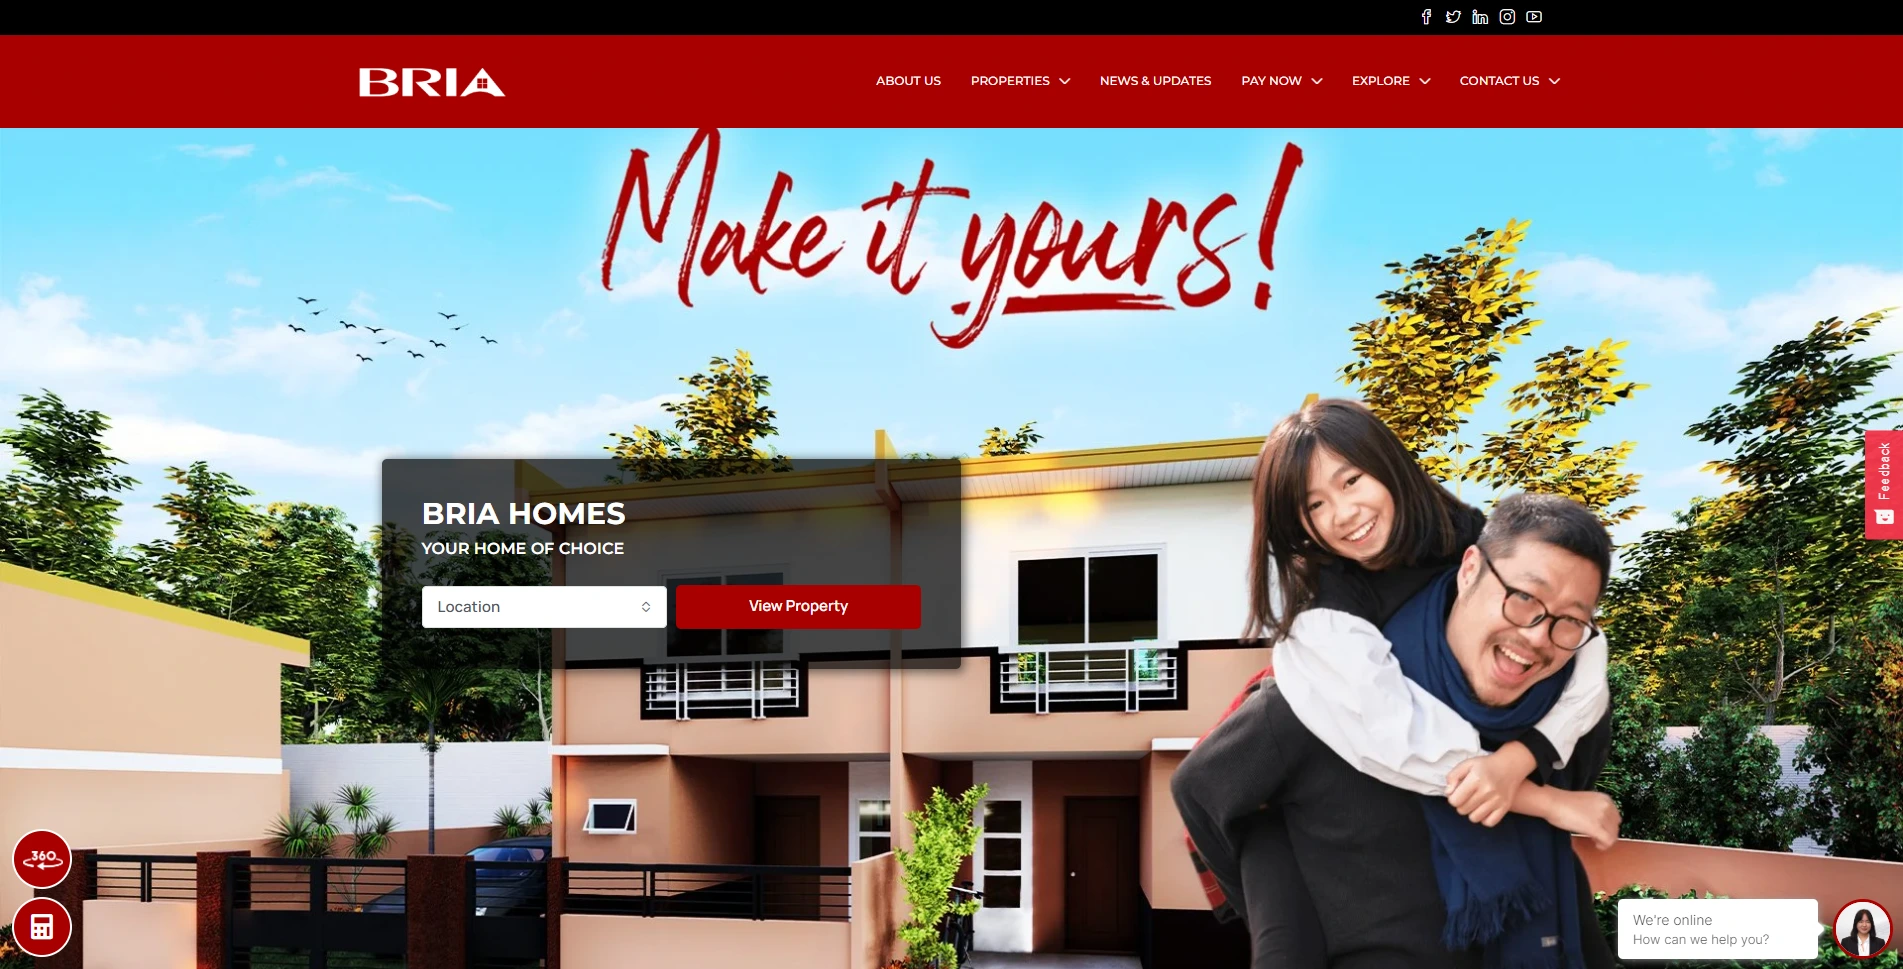 BRIA
ABOUT US
PROPERTIES
NEWS & UPDATES
PAY NOW
EXPLORE
CONTACT US
Make it yours!
Feedback
BRIA HOMES
YOUR HOME OF CHOICE
Location
View Property
360
We're online
How can we help you?